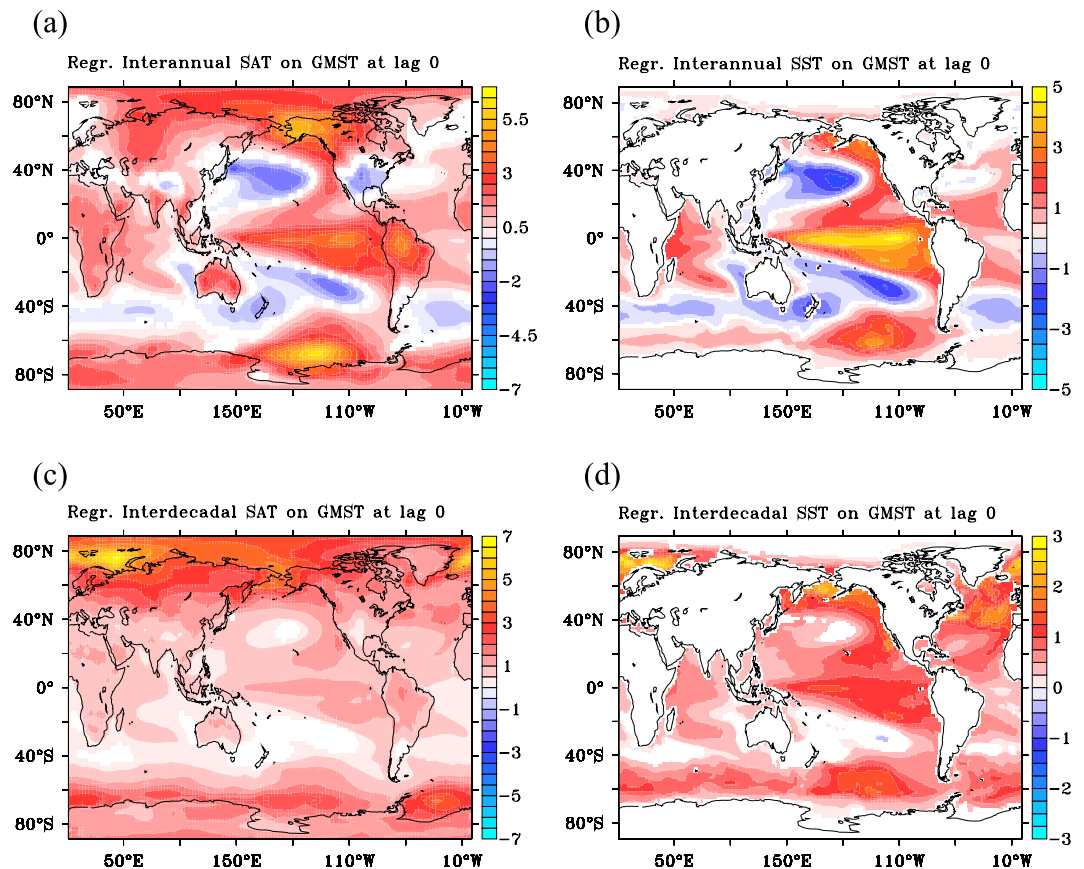 (a)
Regr. Interannual SAT on GMST at lag 0
80°N
40°N
0°
40°S
80°S
50°E
150°E
110°W
10°W
5.5
3
0.5
−2
−4.5
−7
(b)
Regr. Interannual SST on GMST at lag 0
80°N
40°N
0°
40°S
80°S
50°E
150°E
110°W
10°W
5
3
1
−1
−3
−5
(c)
Regr. Interdecadal SAT on GMST at lag 0
80°N
40°N
0°
40°S
80°S
50°E
150°E
110°W
10°W
7
5
3
1
−1
−3
−5
−7
(d)
Regr. Interdecadal SST on GMST at lag 0
80°N
40°N
0°
40°S
80°S
50°E
150°E
110°W
10°W
3
2
1
0
−1
−2
−3